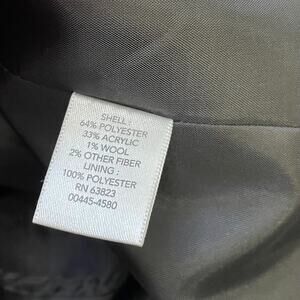 SHELL:
64% POLYESTER
33% ACRYLIC
1% WOOL
2% OTHER FIBER
LINING:
100% POLYESTER
RN 63823
00445-4580